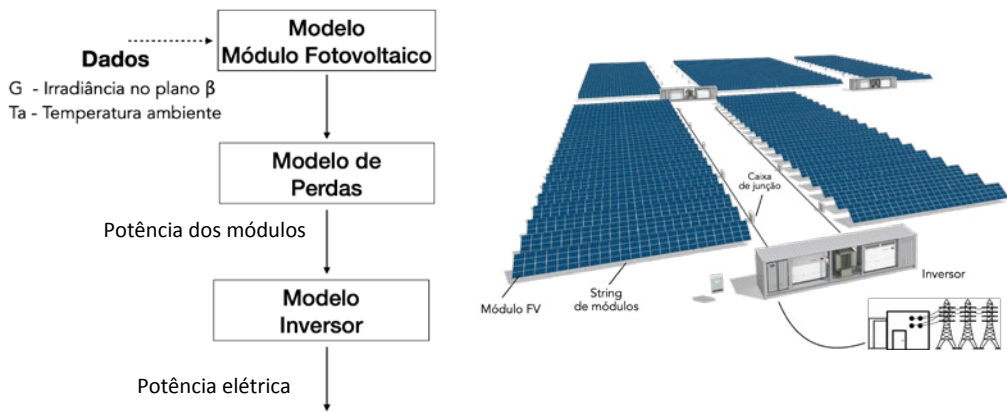 Modelo
Módulo Fotovoltaico
Dados
G - Irradiância no plano β
Ta - Temperatura ambiente
Modelo de
Perdas
Potência dos módulos
Modelo
Inversor
Potência elétrica
Caixa
de junção
Módulo FV
String
de módulos
Inversor